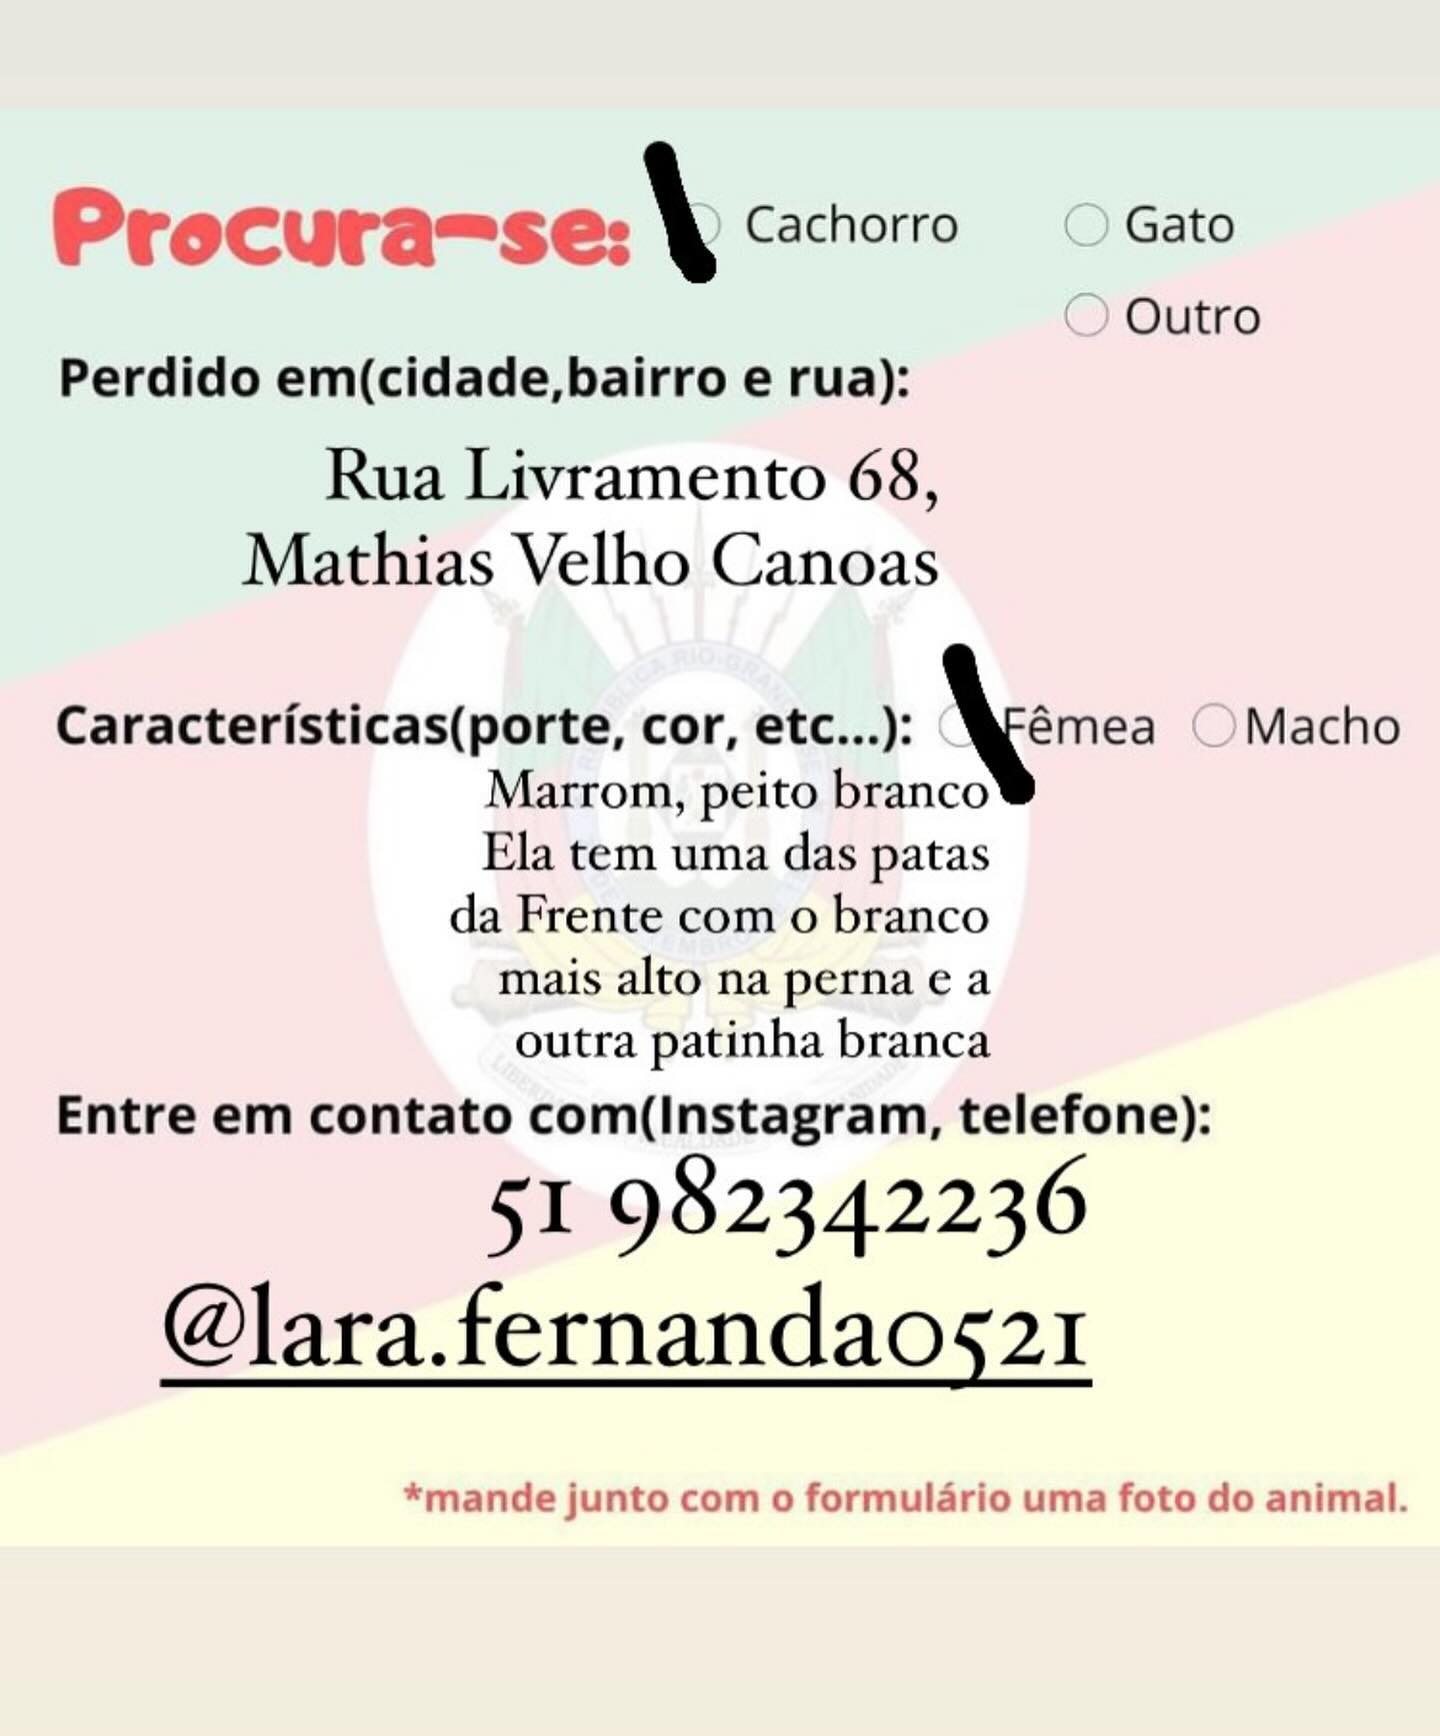 Procura-se: Cachorro Gato
Outro
Perdido em(cidade,bairro e rua):
Rua Livramento 68,
Mathias Velho Canoas
Características(porte, cor, etc...): Fêmea Macho
Marrom, peito branco
Ela tem uma das patas
da Frente com o branco
mais alto na perna e a
outra patinha branca
Entre em contato com(Instagram, telefone):
51 982342236
@lara.fernanda0521
*mande junto com o formulário uma foto do animal.